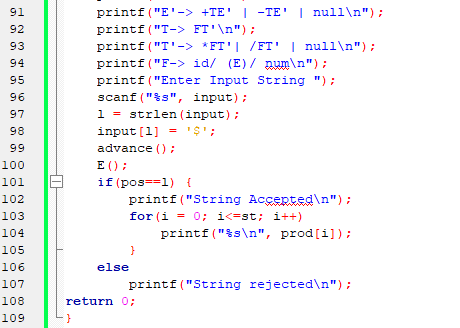 91 printf("E'-> +TE' | -TE' | null\n");
92 printf("T-> FT'\n");
93 printf("T'-> *FT'| /FT' | null\n");
94 printf("F-> id/ (E)/ num\n");
95 printf("Enter Input String ");
96 scanf("%s", input);
97 l = strlen(input);
98 input[l] = '$';
99 advance();
100 E();
101 if(pos==l) {
102 printf("String Accepted\n");
103 for(i = 0; i<=st; i++)
104 printf("%s\n", prod[i]);
105 }
106 else
107 printf("String rejected\n");
108 return 0;
109 }